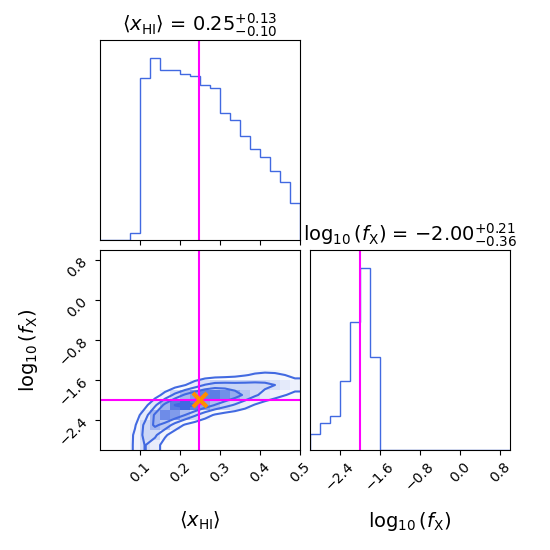 ⟨x_HI⟩ = 0.25^{+0.13}_{−0.10}
log₁₀(f_X) = −2.00^{+0.21}_{−0.36}
log₁₀(f_X)
0.8
0.0
−0.8
−1.6
−2.4
0.1 0.2 0.3 0.4 0.5
−2.4 −1.6 −0.8 0.0 0.8
⟨x_HI⟩ log₁₀(f_X)